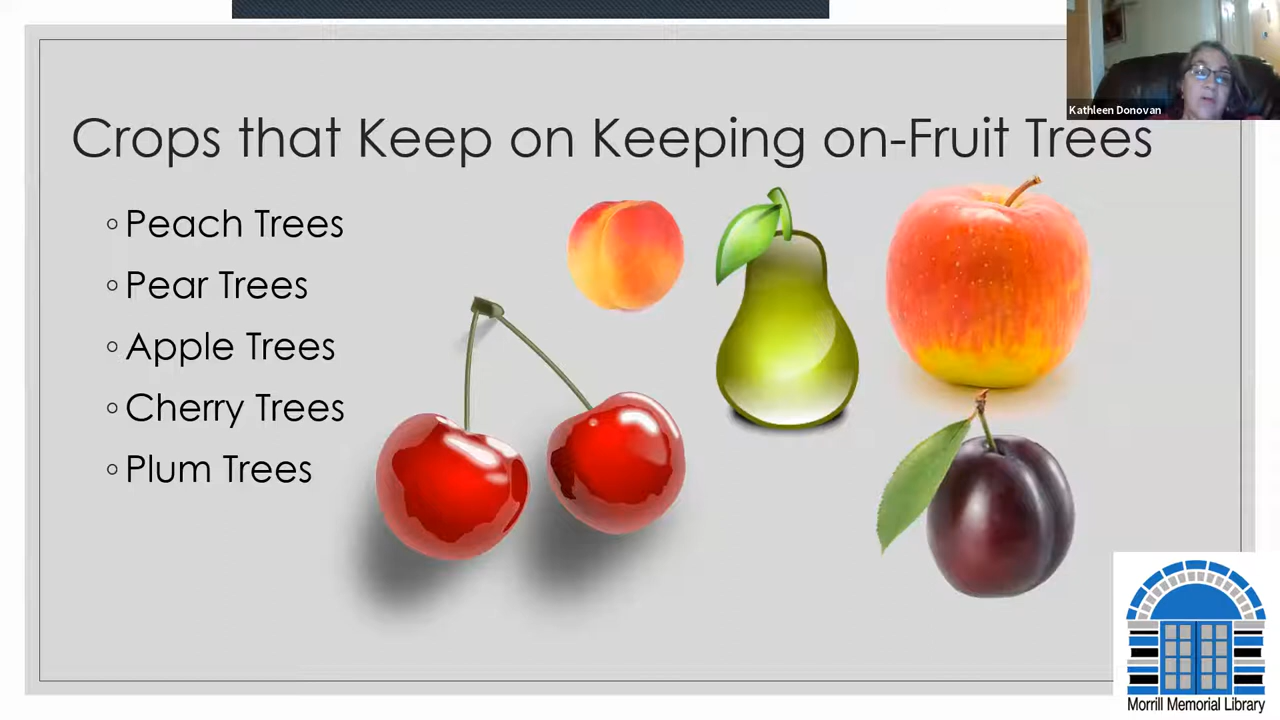 Kathleen Donovan
Crops that Keep on Keeping on-Fruit Trees
Peach Trees
Pear Trees
Apple Trees
Cherry Trees
Plum Trees
Morrill Memorial Library